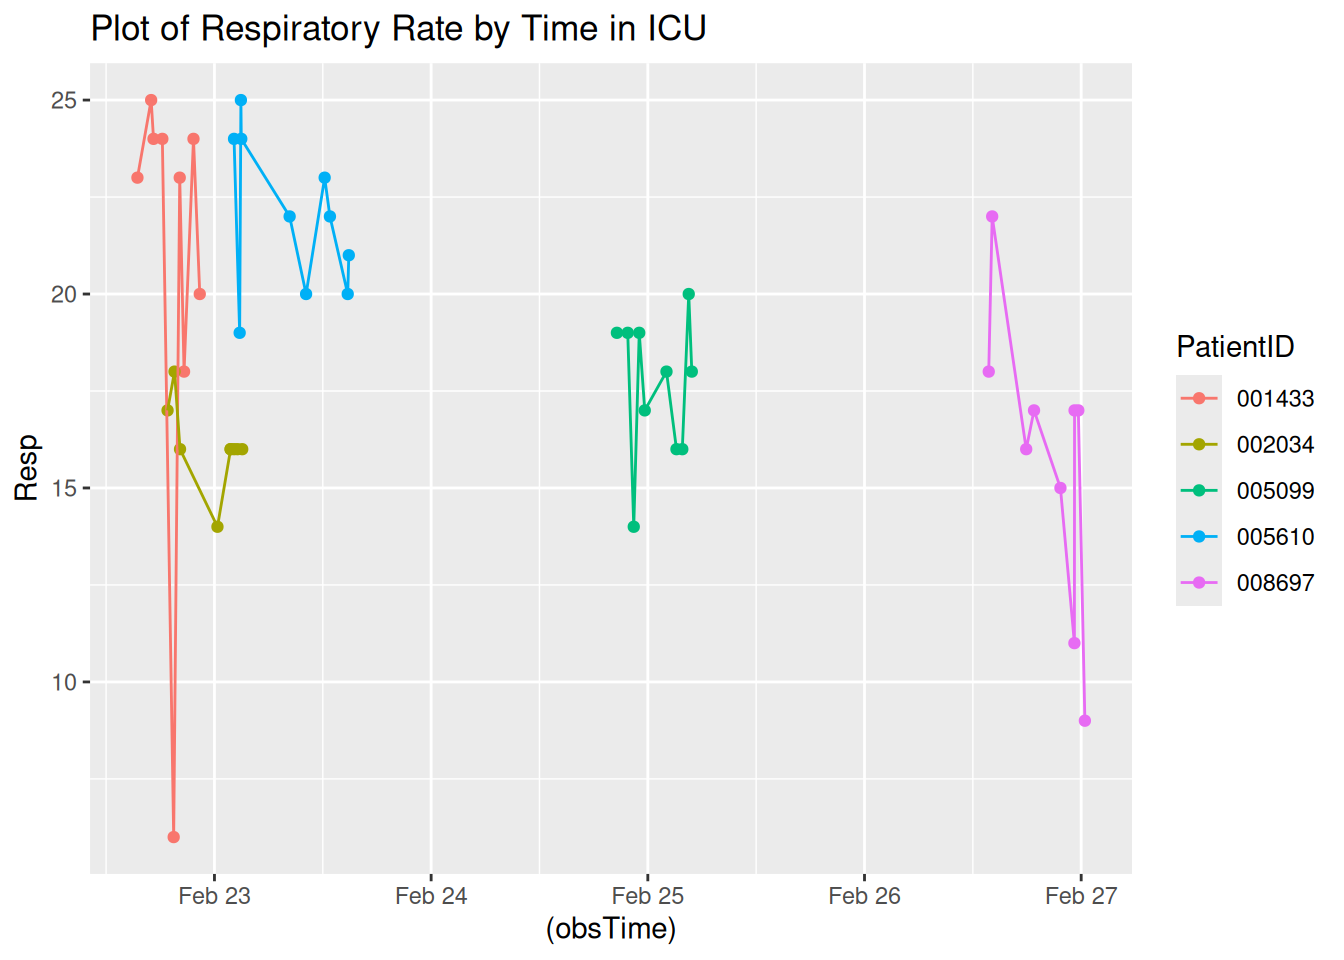 Plot of Respiratory Rate by Time in ICU
Resp
25
20
15
10
Feb 23
Feb 24
Feb 25
Feb 26
Feb 27
(obsTime)
PatientID
001433
002034
005099
005610
008697